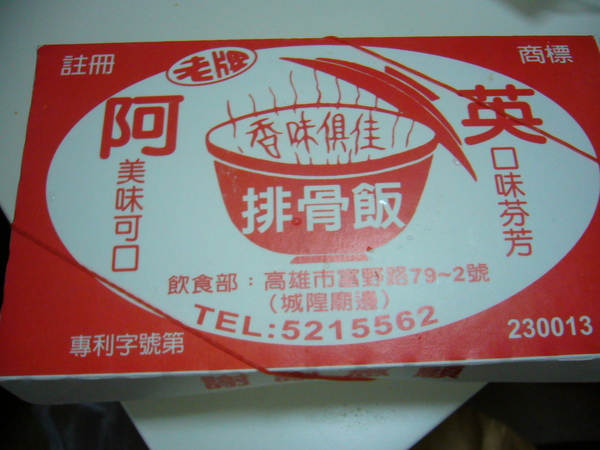 註冊
商標
老牌
阿
英
香味俱佳
美味可口
口味芬芳
排骨飯
飲食部：高雄市富野路79~2號
（城隍廟邊）
TEL:5215562
專利字號第
230013